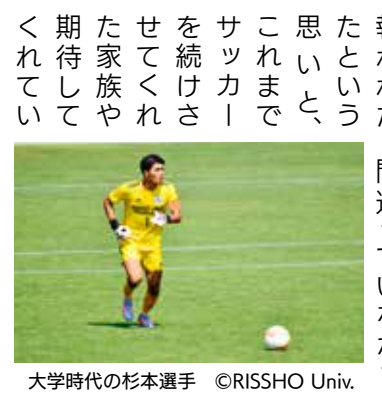 たという
思いと、
これまで
サッカー
を続けさ
せてくれ
た家族や
期待して
くれてい
大学時代の杉本選手 ©RISSHO Univ.